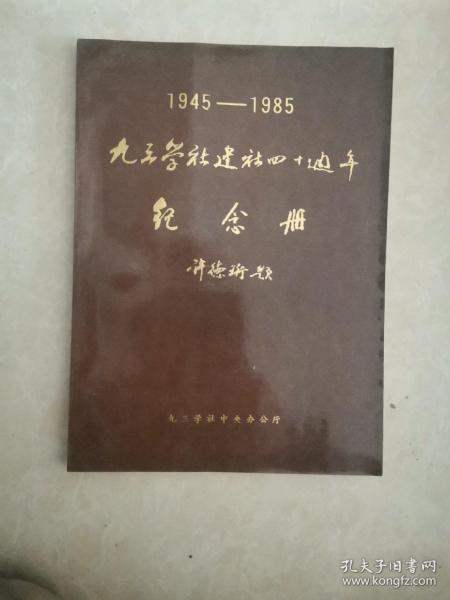 1945——1985
九三学社建社四十週年
纪念册
许德珩题
九三学社中央办公厅
孔夫子旧书网
www.kongfz.com